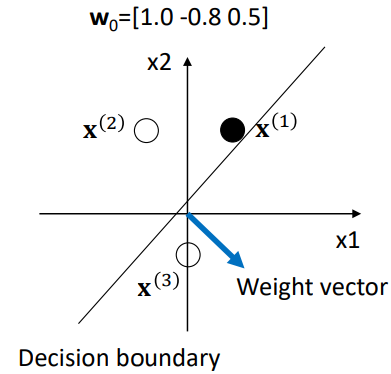 w₀=[1.0 -0.8 0.5]
x2
x⁽²⁾
x⁽¹⁾
x1
x⁽³⁾
Weight vector
Decision boundary